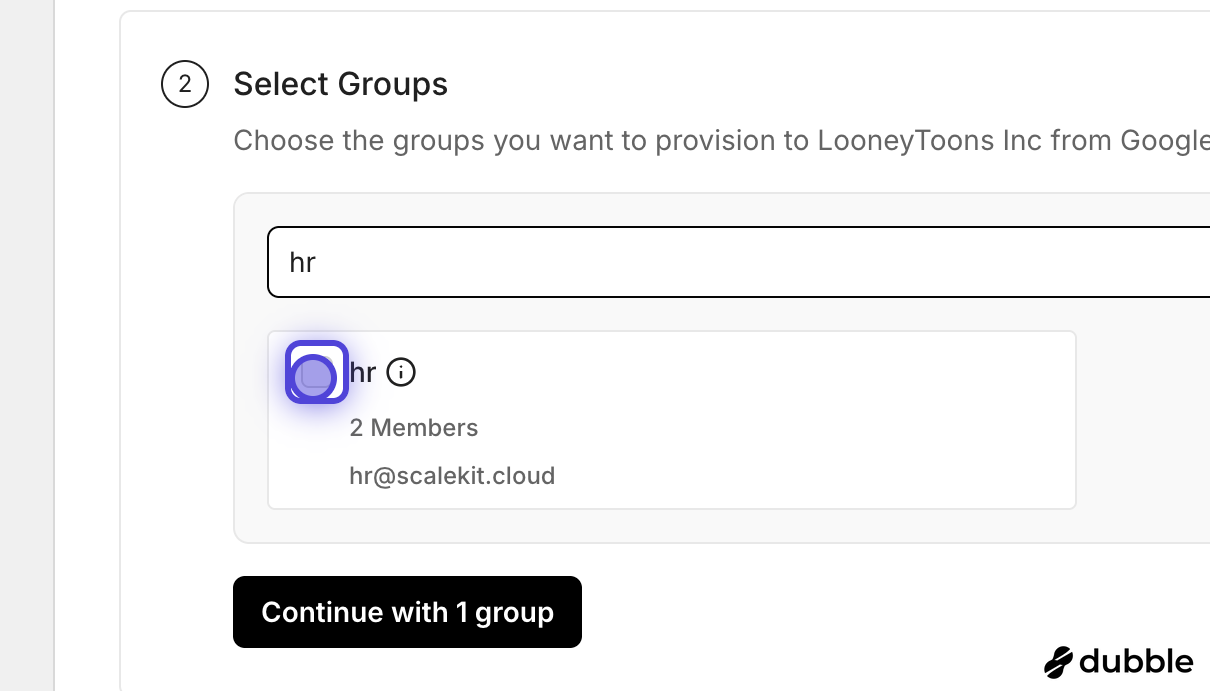 2
Select Groups
Choose the groups you want to provision to LooneyToons Inc from Google
hr
hr
2 Members
hr@scalekit.cloud
Continue with 1 group
dubble